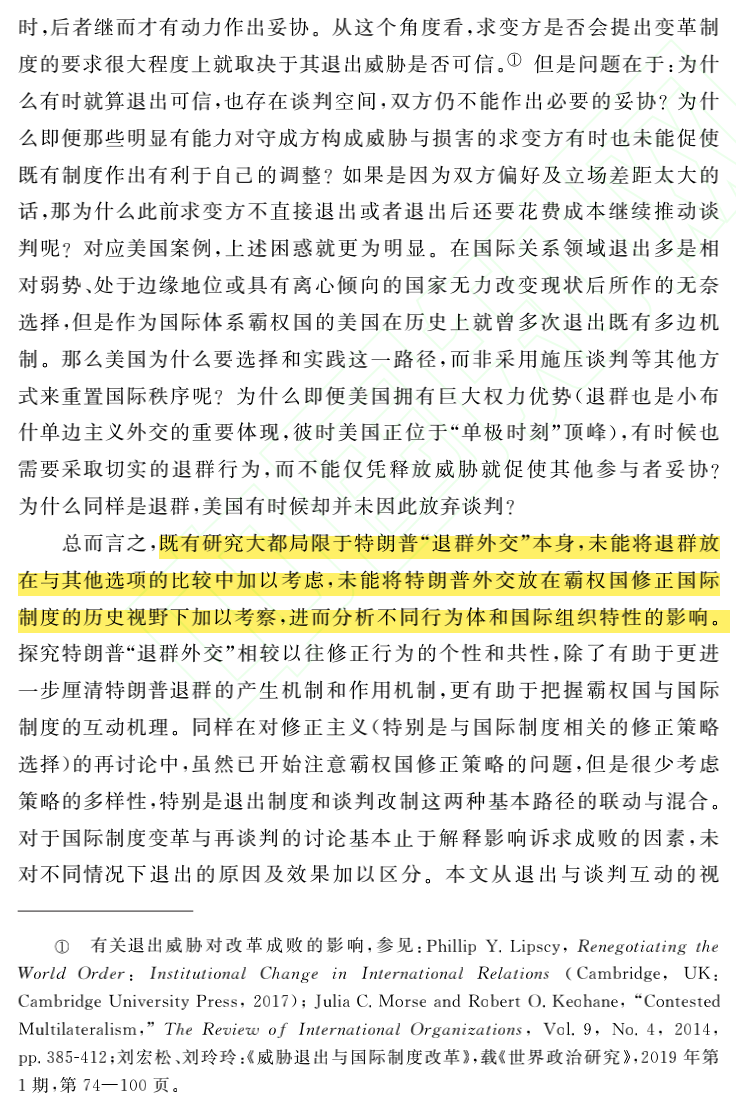 时,后者继而才有动力作出妥协。从这个角度看,求变方是否会提出变革制
度的要求很大程度上就取决于其退出威胁是否可信。① 但是问题在于:为什
么有时就算退出可信,也存在谈判空间,双方仍不能作出必要的妥协? 为什
么即便那些明显有能力对守成方构成威胁与损害的求变方有时也未能促使
既有制度作出有利于自己的调整? 如果是因为双方偏好及立场差距太大的
话,那为什么此前求变方不直接退出或者退出后还要花费成本继续推动谈
判呢? 对应美国案例,上述困惑就更为明显。在国际关系领域退出多是相
对弱势、处于边缘地位或具有离心倾向的国家无力改变现状后所作的无奈
选择,但是作为国际体系霸权国的美国在历史上就曾多次退出既有多边机
制。那么美国为什么要选择和实践这一路径,而非采用施压谈判等其他方
式来重置国际秩序呢? 为什么即便美国拥有巨大权力优势(退群也是小布
什单边主义外交的重要体现,彼时美国正位于“单极时刻”顶峰),有时候也
需要采取切实的退群行为,而不能仅凭释放威胁就促使其他参与者妥协?
为什么同样是退群,美国有时候却并未因此放弃谈判?
总而言之,既有研究大都局限于特朗普“退群外交”本身,未能将退群放
在与其他选项的比较中加以考虑,未能将特朗普外交放在霸权国修正国际
制度的历史视野下加以考察,进而分析不同行为体和国际组织特性的影响。
探究特朗普“退群外交”相较以往修正行为的个性和共性,除了有助于更进
一步厘清特朗普退群的产生机制和作用机制,更有助于把握霸权国与国际
制度的互动机理。同样在对修正主义(特别是与国际制度相关的修正策略
选择)的再讨论中,虽然已开始注意霸权国修正策略的问题,但是很少考虑
策略的多样性,特别是退出制度和谈判改制这两种基本路径的联动与混合。
对于国际制度变革与再谈判的讨论基本止于解释影响诉求成败的因素,未
对不同情况下退出的原因及效果加以区分。本文从退出与谈判互动的视
① 有关退出威胁对改革成败的影响,参见:Phillip Y. Lipscy, Renegotiating the
World Order: Institutional Change in International Relations (Cambridge, UK:
Cambridge University Press, 2017); Julia C. Morse and Robert O. Keohane, “Contested
Multilateralism,” The Review of International Organizations, Vol. 9, No. 4, 2014,
pp. 385-412;刘宏松、刘玲玲:《威胁退出与国际制度改革》,载《世界政治研究》,2019 年第
1 期,第 74—100 页。